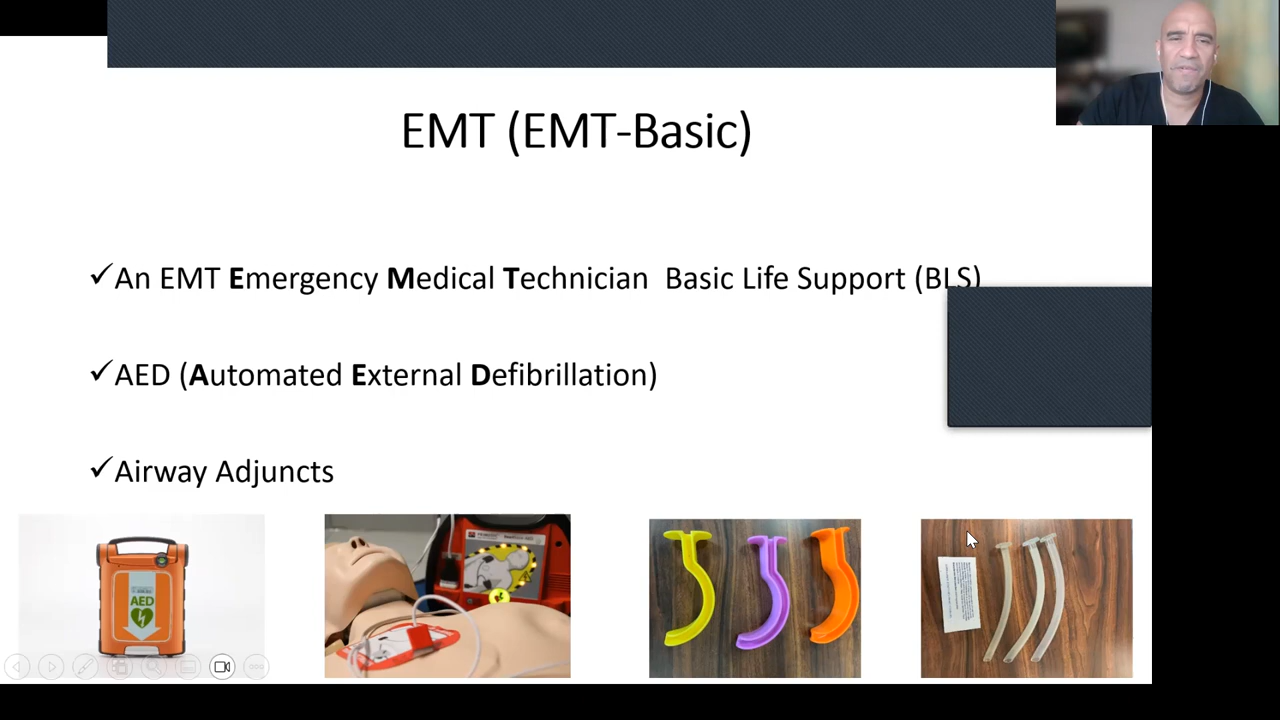 EMT (EMT-Basic)
✓An EMT Emergency Medical Technician  Basic Life Support (BLS)
✓AED (Automated External Defibrillation)
✓Airway Adjuncts
AED